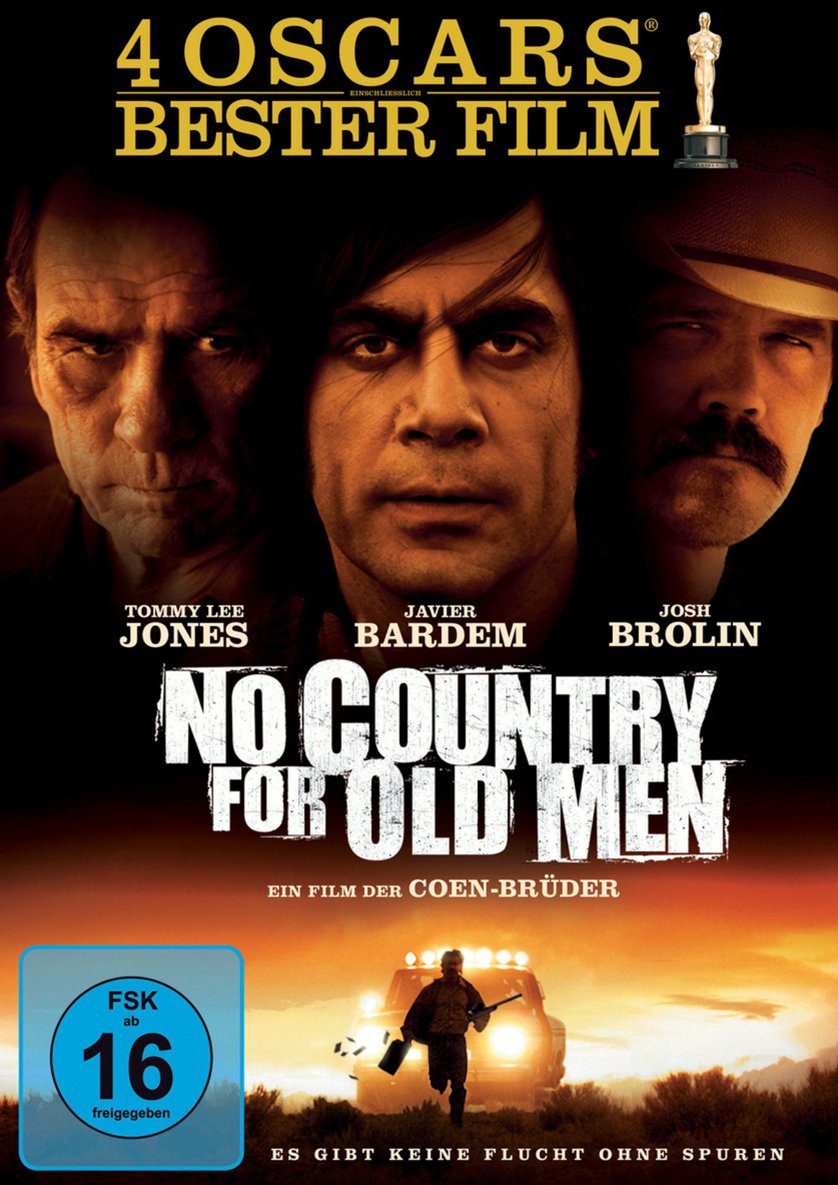 4 OSCARS®
EINSCHLIESSLICH
BESTER FILM
TOMMY LEE
JONES
JAVIER
BARDEM
JOSH
BROLIN
NO COUNTRY
FOR OLD MEN
EIN FILM DER COEN-BRÜDER
FSK
ab
16
freigegeben
ES GIBT KEINE FLUCHT OHNE SPUREN